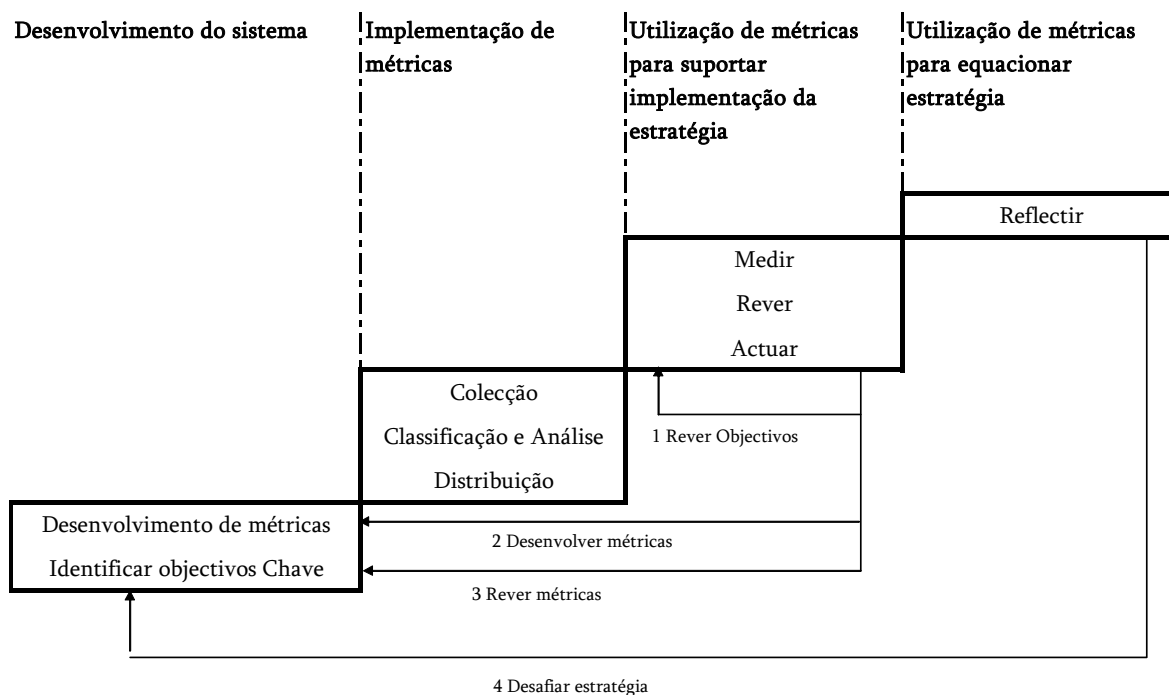 Desenvolvimento do sistema
Implementação de
métricas
Utilização de métricas
para suportar
implementação da
estratégia
Utilização de métricas
para equacionar
estratégia
Reflectir
Medir
Rever
Actuar
Colecção
Classificação e Análise
Distribuição
1 Rever Objectivos
Desenvolvimento de métricas
Identificar objectivos Chave
2 Desenvolver métricas
3 Rever métricas
4 Desafiar estratégia